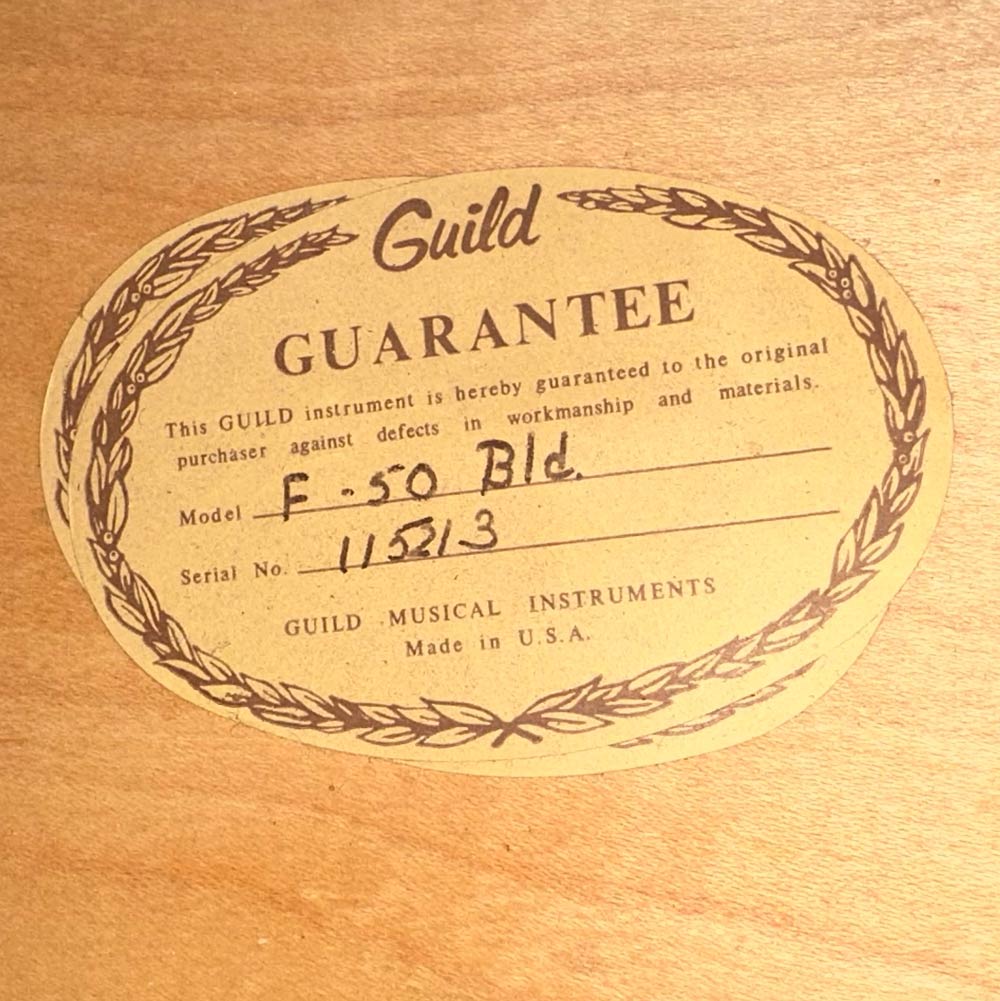 Guild
GUARANTEE
This GUILD instrument is hereby guaranteed to the original
purchaser against defects in workmanship and materials.
Model F-50 Bld.
Serial No. 115213
GUILD MUSICAL INSTRUMENTS
Made in U.S.A.